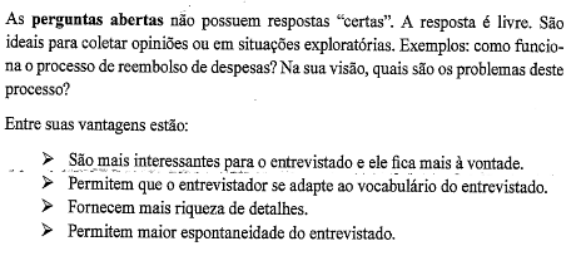 As perguntas abertas não possuem respostas “certas”. A resposta é livre. São
ideais para coletar opiniões ou em situações exploratórias. Exemplos: como funcio-
na o processo de reembolso de despesas? Na sua visão, quais são os problemas deste
processo?
Entre suas vantagens estão:
➤ São mais interessantes para o entrevistado e ele fica mais à vontade.
➤ Permitem que o entrevistador se adapte ao vocabulário do entrevistado.
➤ Fornecem mais riqueza de detalhes.
➤ Permitem maior espontaneidade do entrevistado.